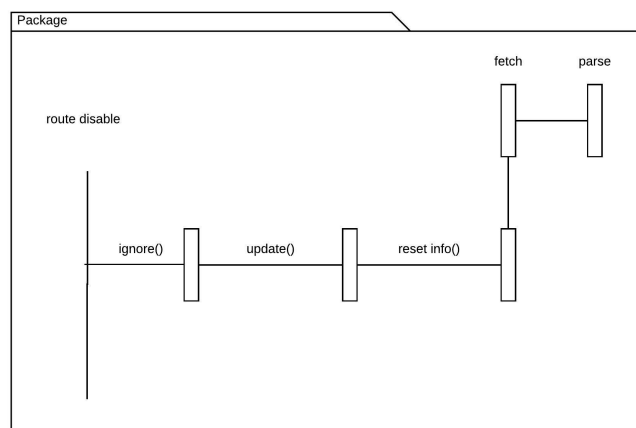 Package
fetch
parse
route disable
ignore()
update()
reset info()